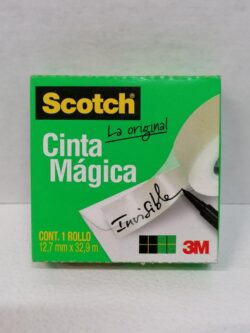 Scotch
La original
Cinta
Mágica
Invisible
CONT. 1 ROLLO
12,7 mm x 32,9 m
3M